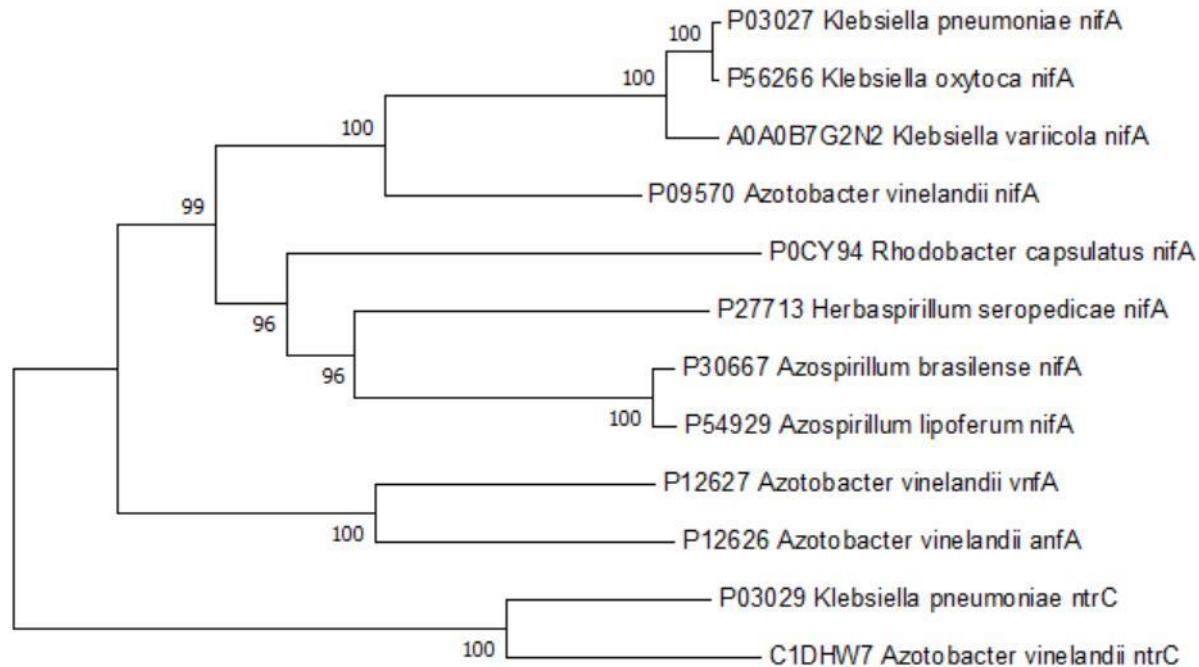 100
P03027 Klebsiella pneumoniae nifA
100
P56266 Klebsiella oxytoca nifA
100
A0A0B7G2N2 Klebsiella variicola nifA
99
P09570 Azotobacter vinelandii nifA
P0CY94 Rhodobacter capsulatus nifA
96
P27713 Herbaspirillum seropedicae nifA
96
P30667 Azospirillum brasilense nifA
100
P54929 Azospirillum lipoferum nifA
P12627 Azotobacter vinelandii vnfA
100
P12626 Azotobacter vinelandii anfA
P03029 Klebsiella pneumoniae ntrC
100
C1DHW7 Azotobacter vinelandii ntrC